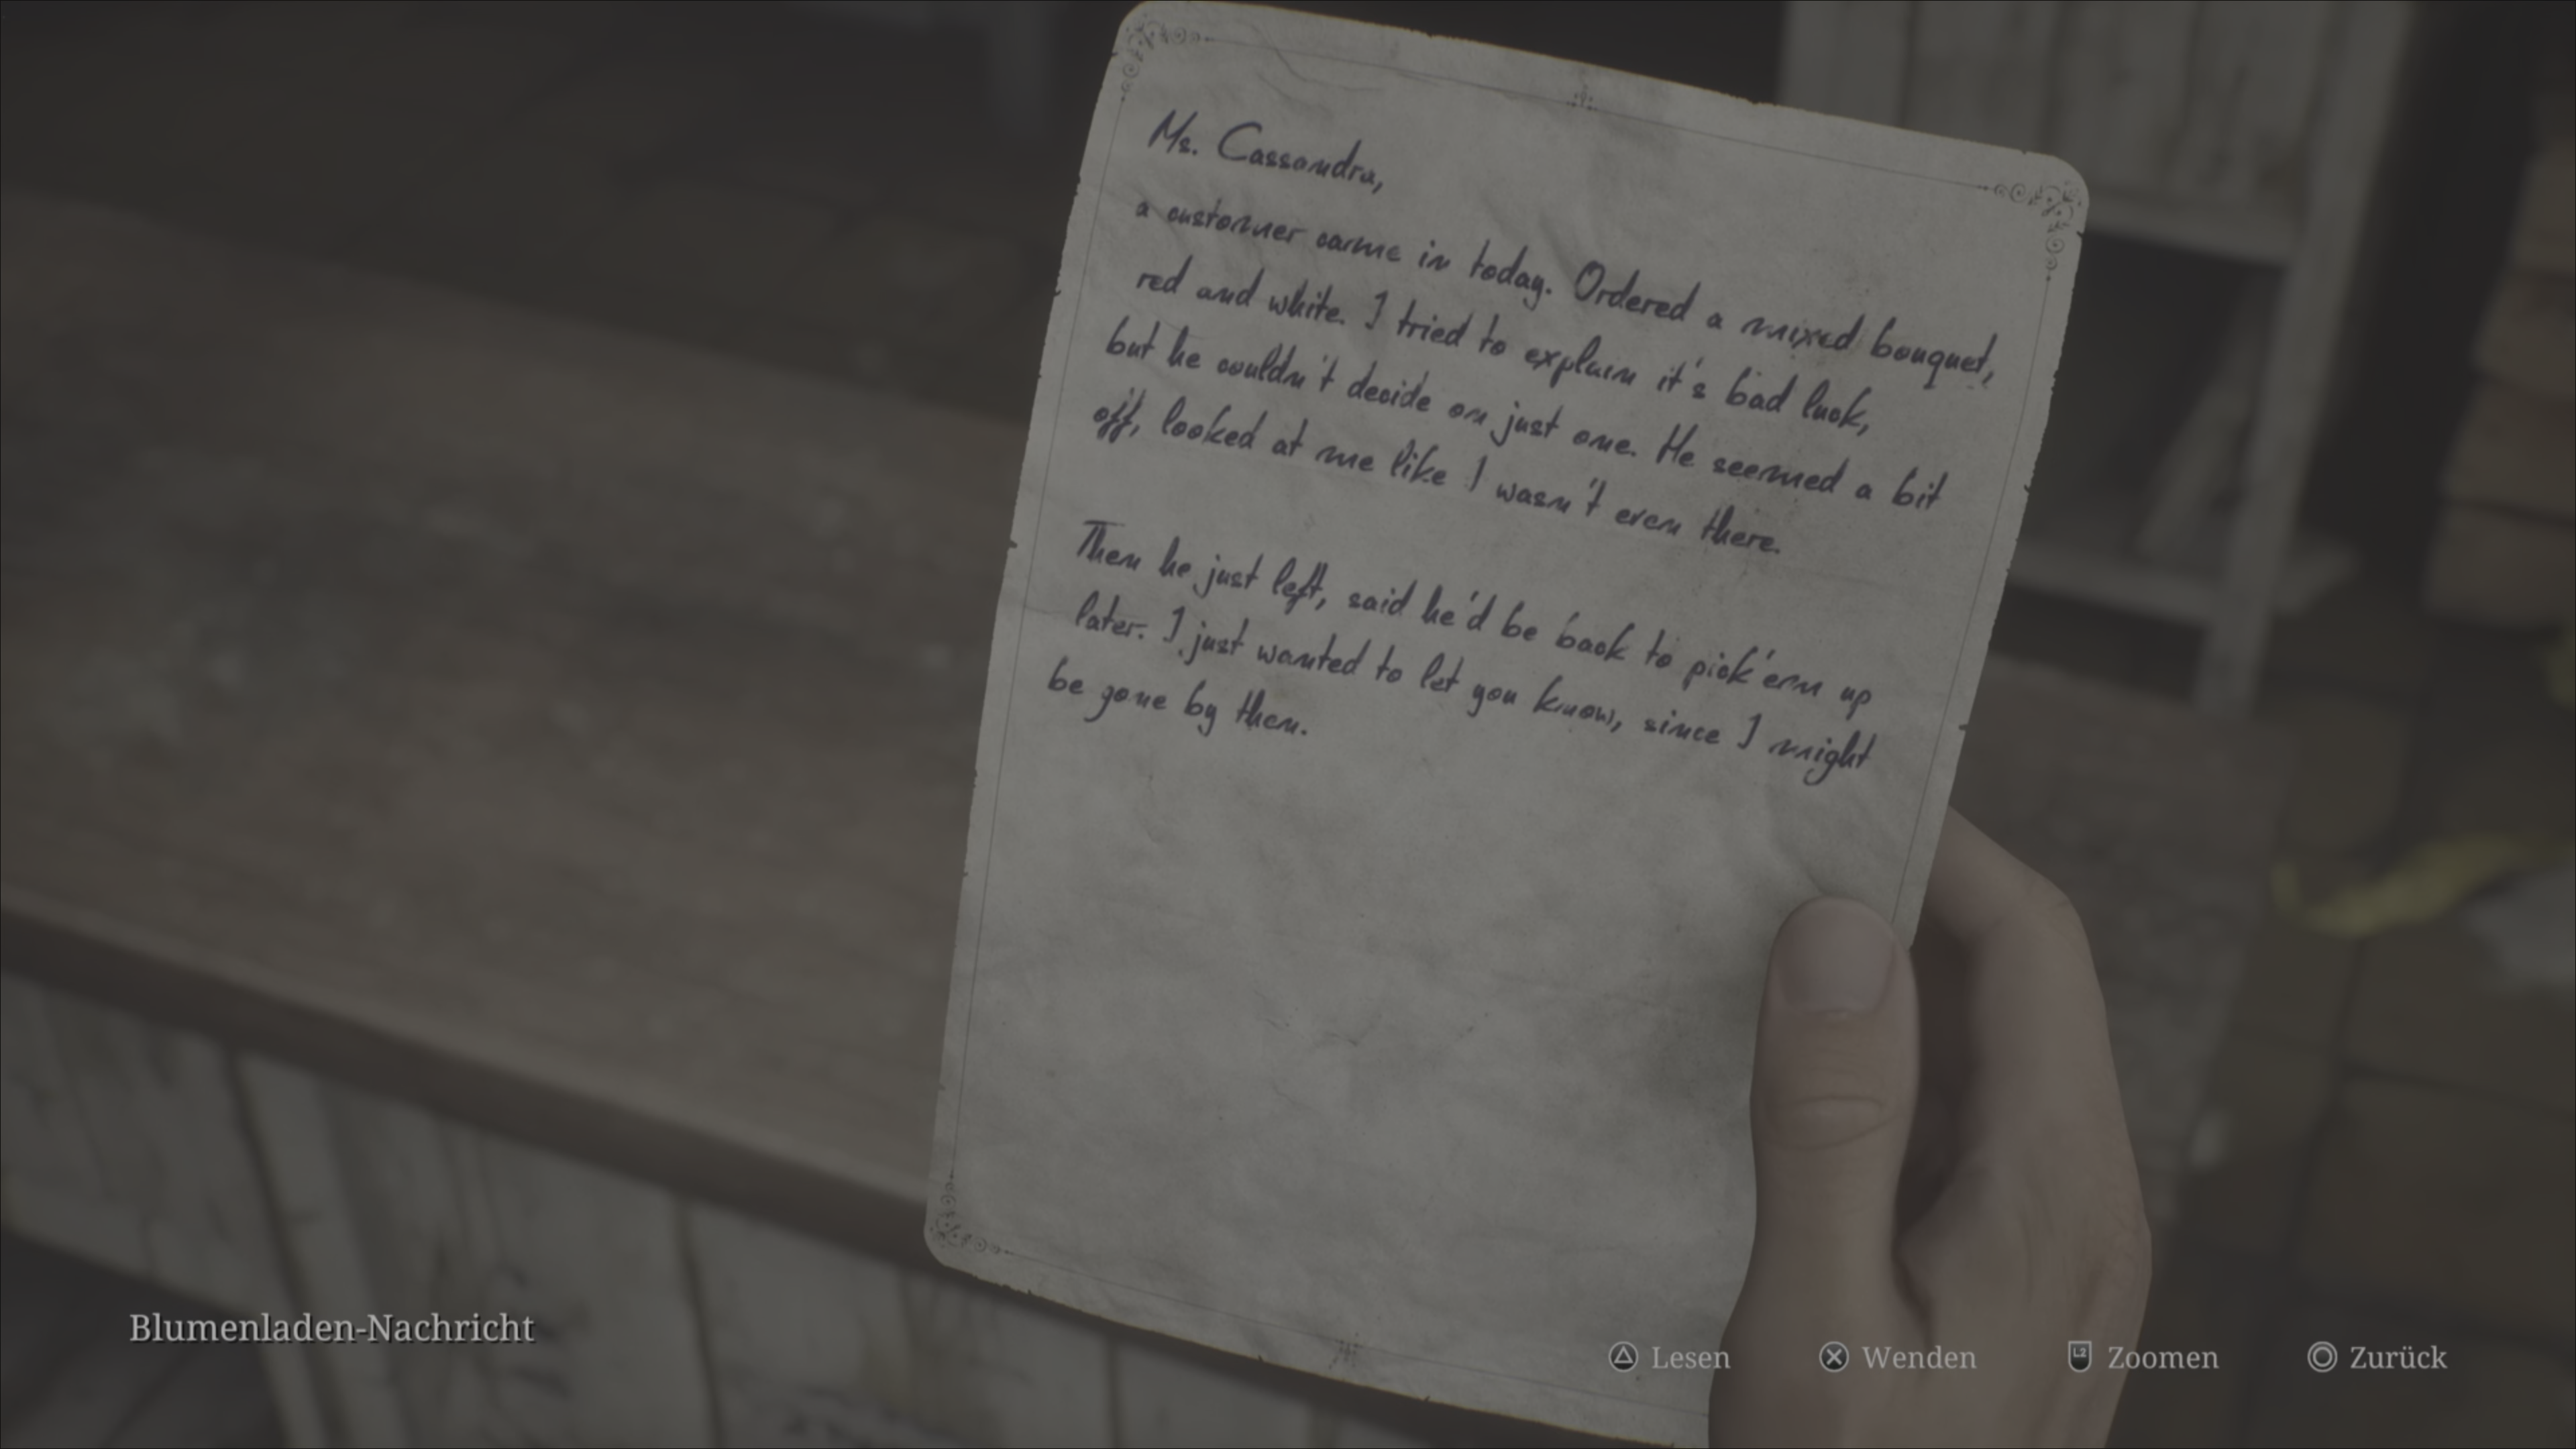 Ms. Cassandra,
a customer came in today. Ordered a mixed bouquet,
red and white. I tried to explain it's bad luck,
but he couldn't decide on just one. He seemed a bit
off, looked at me like I wasn't even there.
Then he just left, said he'd be back to pick'em up
later. I just wanted to let you know, since I might
be gone by then.
Blumenladen-Nachricht
Lesen
Wenden
L2 Zoomen
Zurück